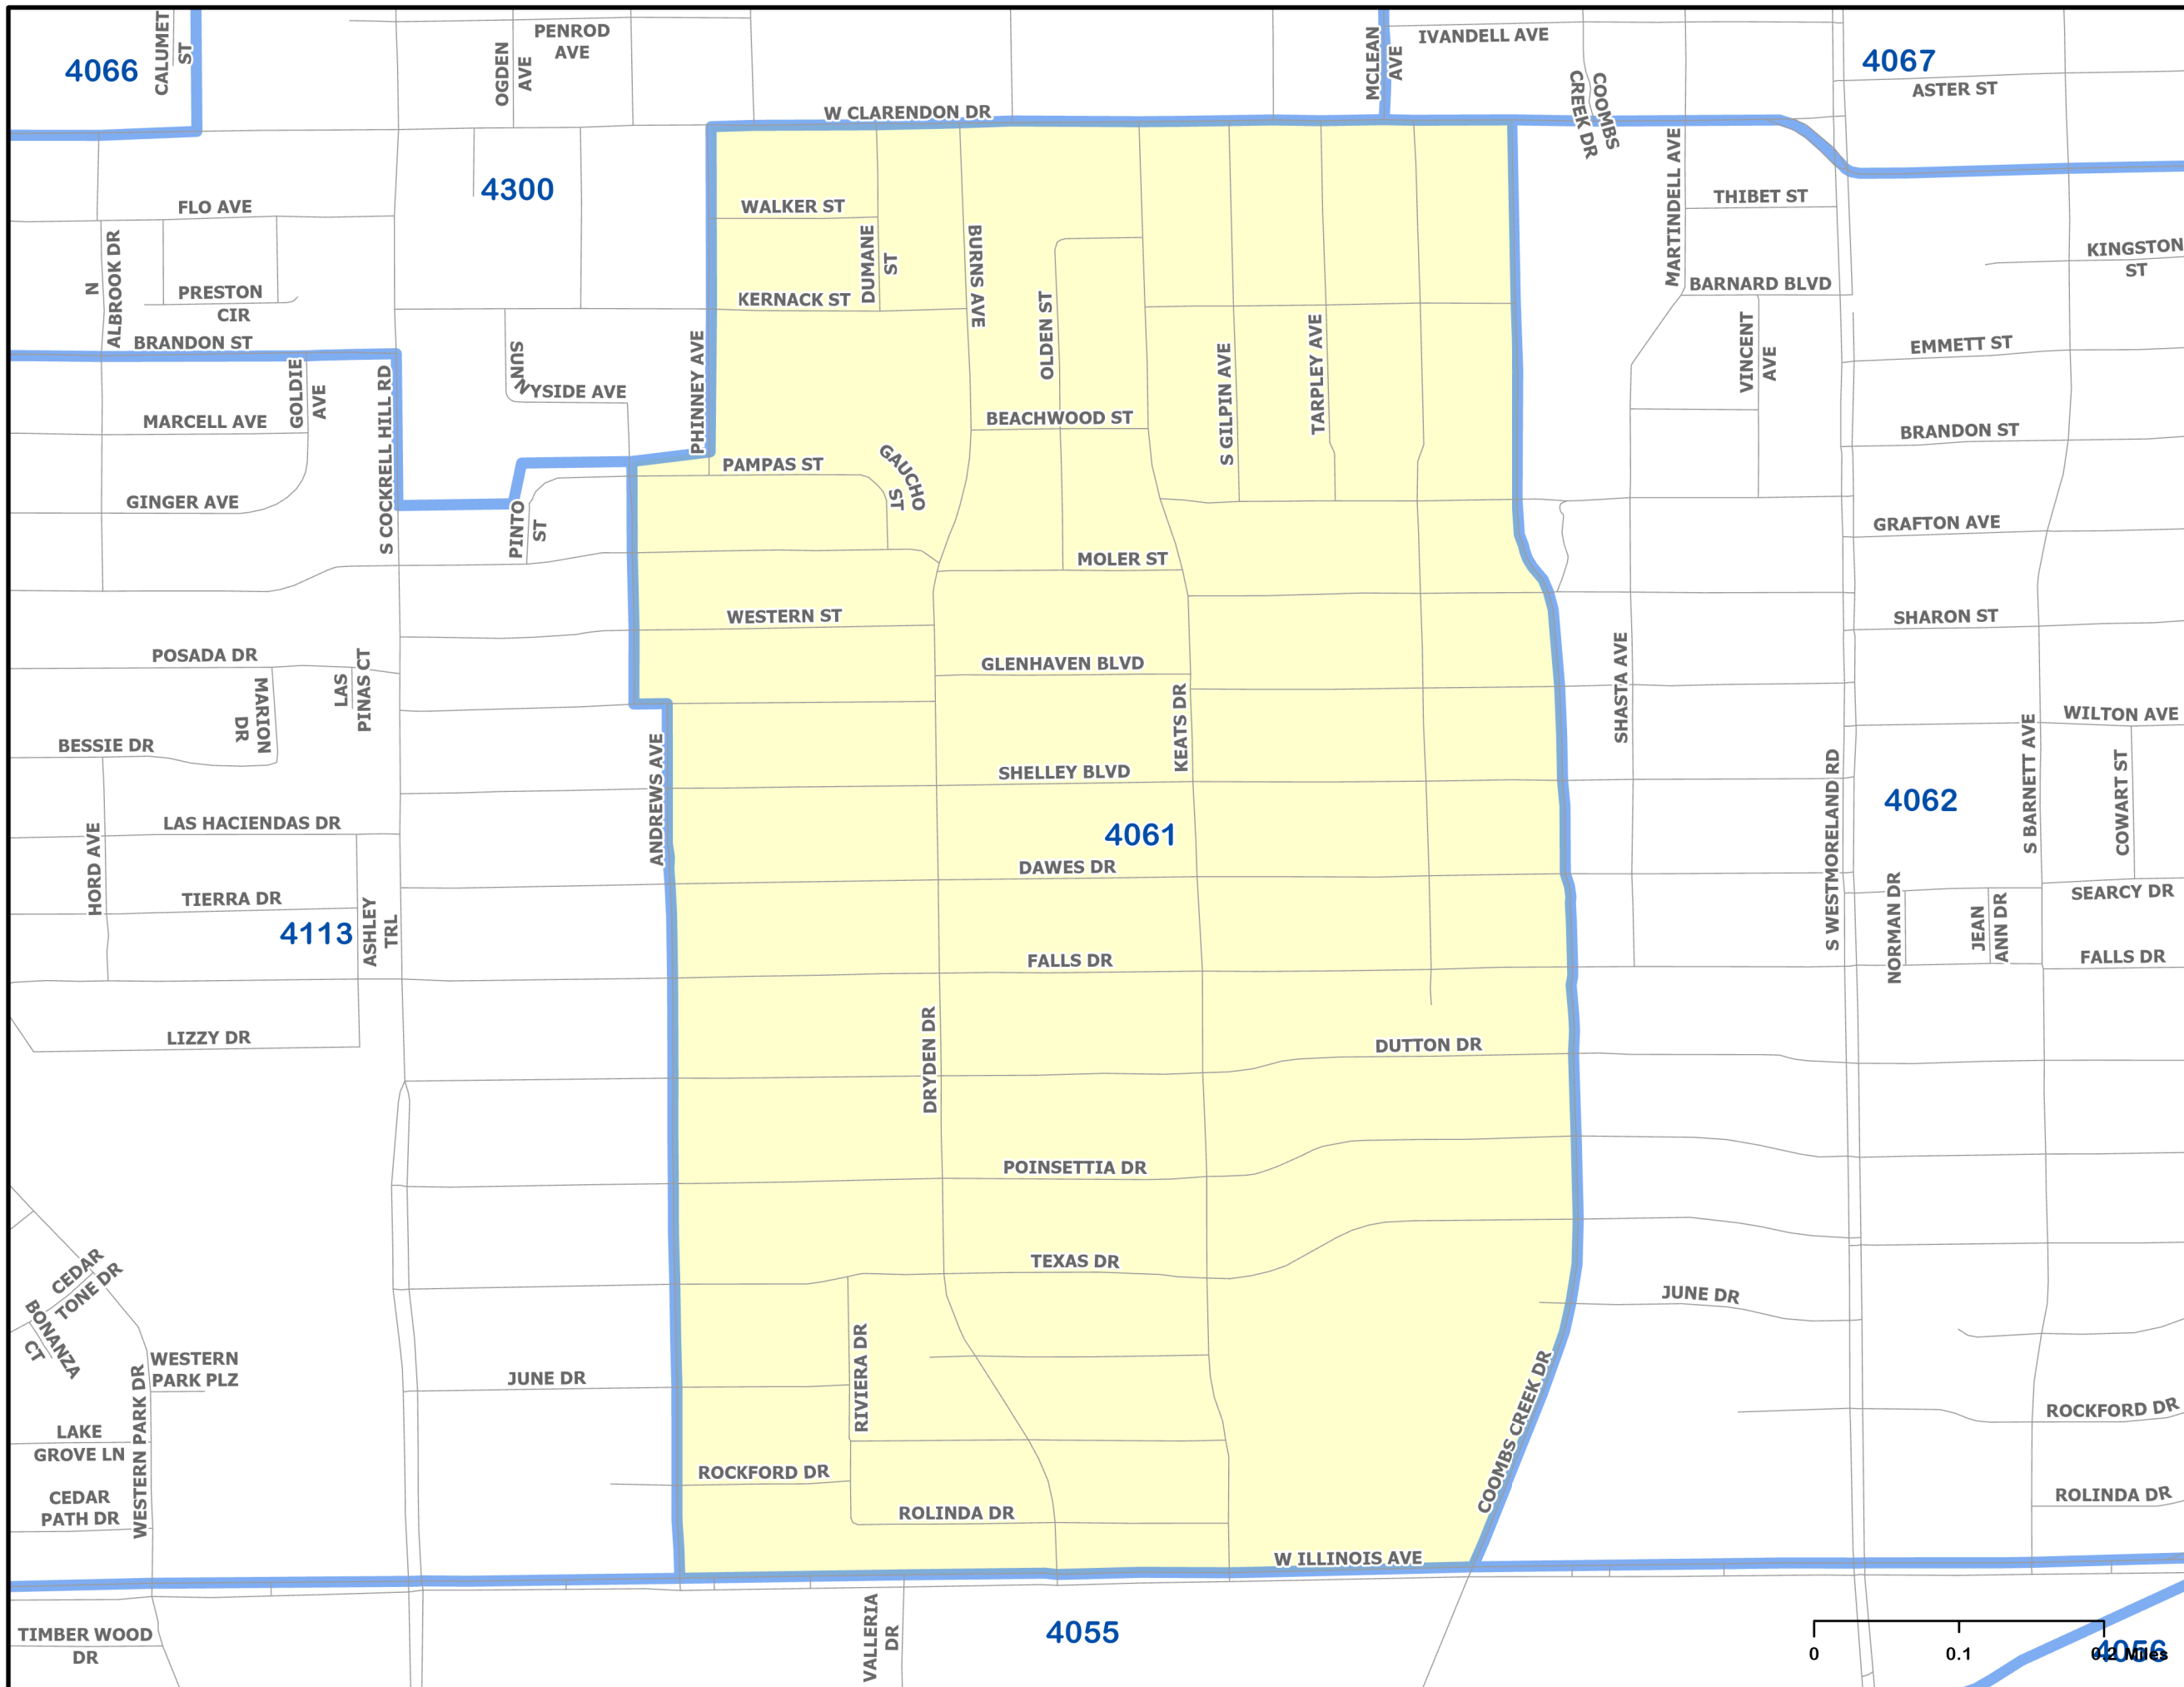 PENROD
AVE
IVANDELL AVE
CALUMET
ST
4066
OGDEN
AVE
MCLEAN
AVE
4067
ASTER ST
COOMBS
CREEK DR
W CLARENDON DR
4300
FLO AVE
WALKER ST
THIBET ST
MARTINDELL AVE
N
ALBROOK DR
DUMANE
ST
BURNS AVE
KINGSTON
ST
PRESTON
CIR
KERNACK ST
BARNARD BLVD
BRANDON ST
OLDEN ST
TARPLEY AVE
S GILPIN AVE
VINCENT
AVE
EMMETT ST
GOLDIE
AVE
SUNNYSIDE AVE
PHINNEY AVE
MARCELL AVE
BEACHWOOD ST
BRANDON ST
S COCKRELL HILL RD
PAMPAS ST
GAUCHO
ST
GINGER AVE
PINTO
ST
GRAFTON AVE
MOLER ST
WESTERN ST
SHARON ST
POSADA DR
GLENHAVEN BLVD
MARION
DR
LAS
PINAS CT
KEATS DR
SHASTA AVE
WILTON AVE
BESSIE DR
ANDREWS AVE
SHELLEY BLVD
S WESTMORELAND RD
S BARNETT AVE
COWART ST
4062
LAS HACIENDAS DR
4061
HORD AVE
DAWES DR
TIERRA DR
SEARCY DR
NORMAN DR
JEAN
ANN DR
4113
ASHLEY
TRL
FALLS DR
FALLS DR
LIZZY DR
DRYDEN DR
DUTTON DR
POINSETTIA DR
CEDAR
TONE DR
TEXAS DR
BONANZA
CT
JUNE DR
WESTERN
PARK PLZ
JUNE DR
RIVIERA DR
COOMBS CREEK DR
WESTERN PARK DR
LAKE
GROVE LN
ROCKFORD DR
ROCKFORD DR
CEDAR
PATH DR
ROLINDA DR
ROLINDA DR
W ILLINOIS AVE
TIMBER WOOD
DR
VALLERIA
DR
4055
4056
0 0.1 0.2 Miles